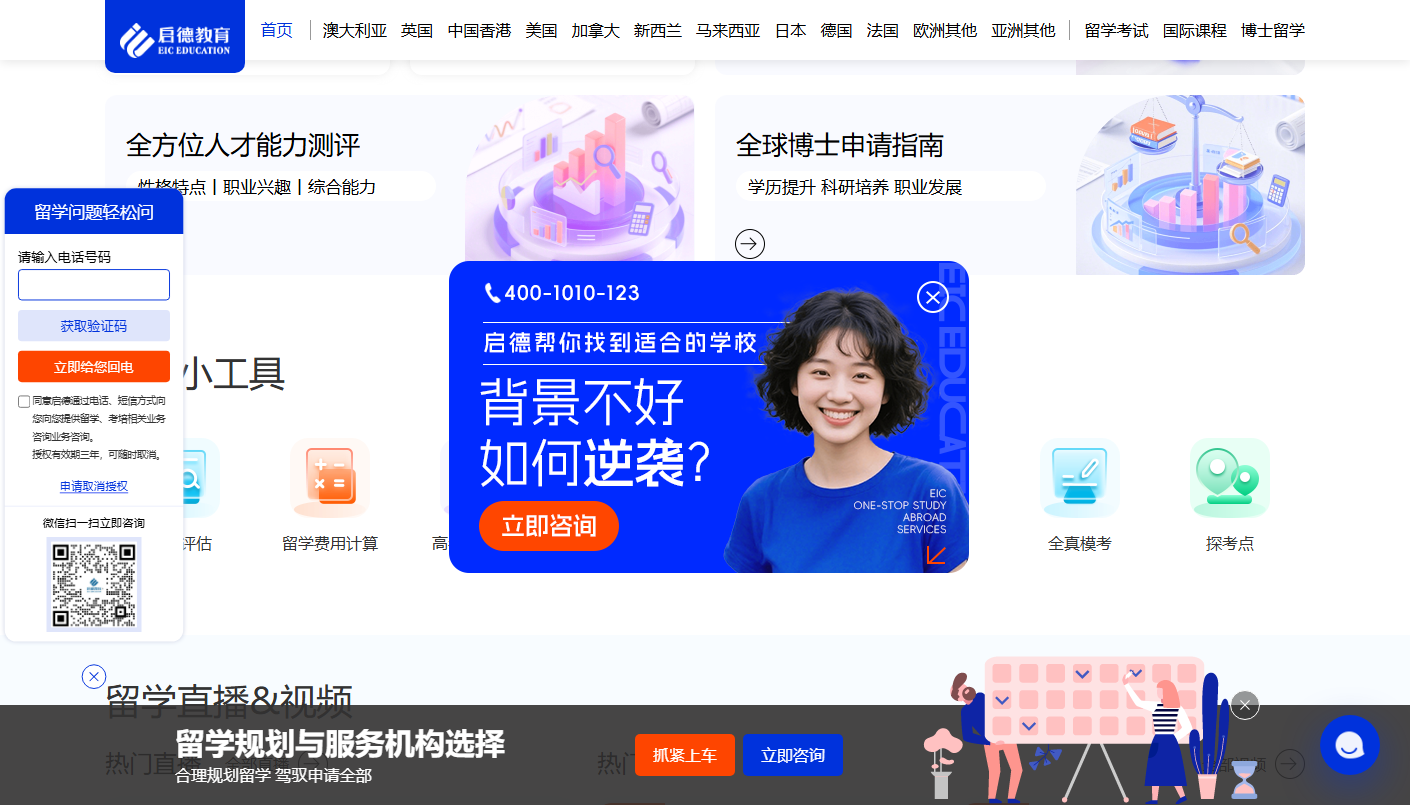 启德教育
EIC EDUCATION
首页 澳大利亚 英国 中国香港 美国 加拿大 新西兰 马来西亚 日本 德国 法国 欧洲其他 亚洲其他 留学考试 国际课程 博士留学
全方位人才能力测评
性格特点丨职业兴趣丨综合能力
全球博士申请指南
学历提升 科研培养 职业发展
留学问题轻松问
请输入电话号码
获取验证码
立即给您回电
同意启德通过电话、短信方式向
您向您提供留学、考培相关业务
咨询业务咨询。
授权有效期三年，可随时取消。
申请取消授权
微信扫一扫立即咨询
小工具
400-1010-123
启德帮你找到适合的学校
背景不好
如何逆袭?
立即咨询
EIC EDUCAT
EIC
ONE-STOP STUDY
ABROAD
SERVICES
评估
留学费用计算
高
全真模考
探考点
留学直播&视频
热门直播
全部直播
热门
部视频
留学规划与服务机构选择
合理规划留学 驾驭申请全部
抓紧上车
立即咨询